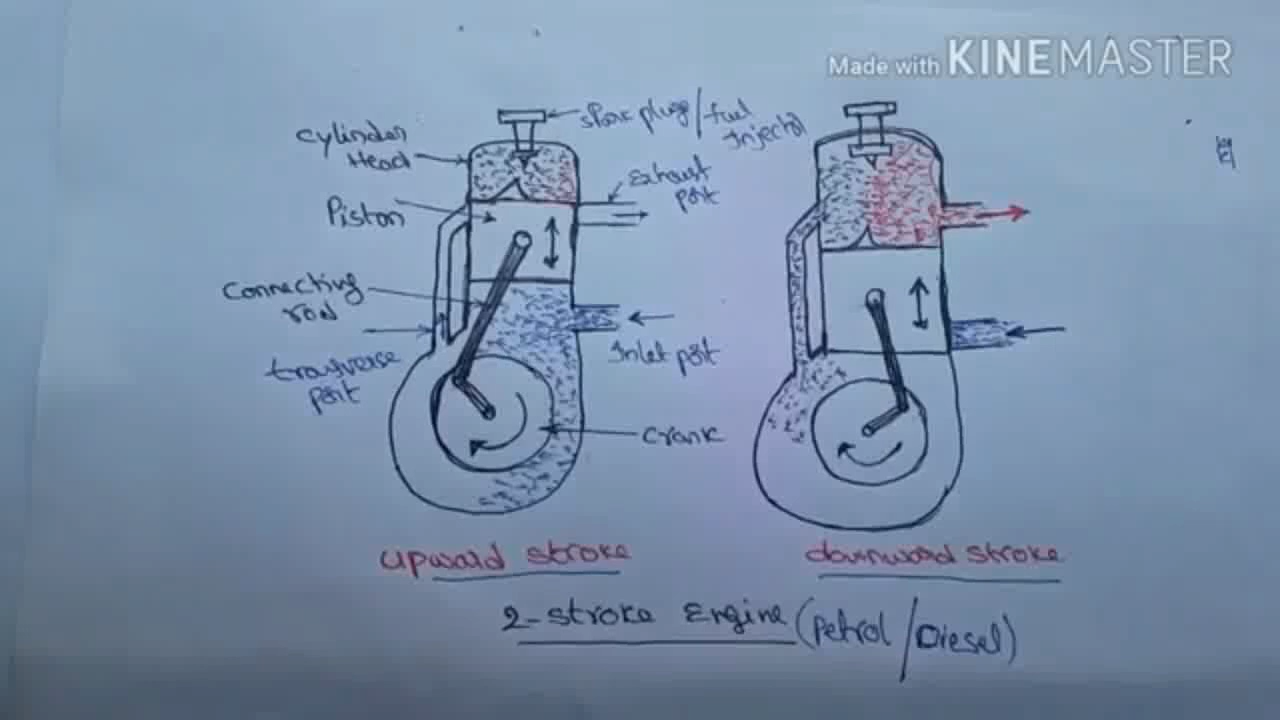 Made with KINEMASTER
Cylinder
Head
spark pluge/fuel
Injector
Exhaust
port
Piston
Connecting
rod
Inlet port
transverse
port
Crank
upward stroke
downward stroke
2-stroke Engine (Petrol/Diesel)